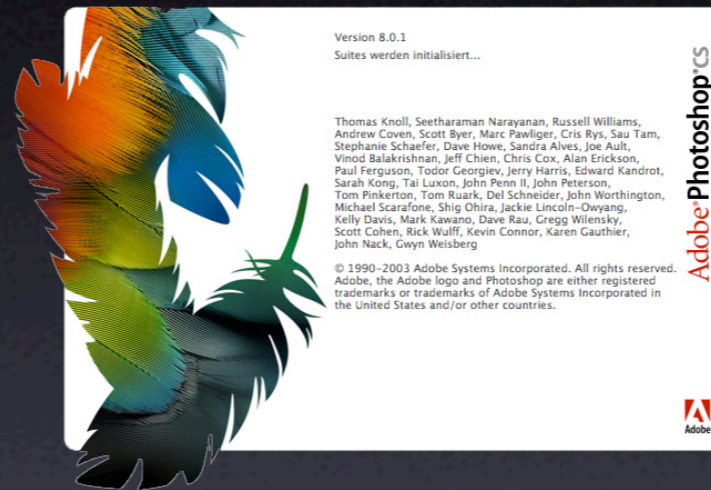 Version 8.0.1
Suites werden initialisiert...
Thomas Knoll, Seetharaman Narayanan, Russell Williams,
Andrew Coven, Scott Byer, Marc Pawliger, Cris Rys, Sau Tam,
Stephanie Schaefer, Dave Howe, Sandra Alves, Joe Ault,
Vinod Balakrishnan, Jeff Chien, Chris Cox, Alan Erickson,
Paul Ferguson, Todor Georgiev, Jerry Harris, Edward Kandrot,
Sarah Kong, Tai Luxon, John Penn II, John Peterson,
Tom Pinkerton, Tom Ruark, Del Schneider, John Worthington,
Michael Scarafone, Shig Ohira, Jackie Lincoln-Owyang,
Kelly Davis, Mark Kawano, Dave Rau, Gregg Wilensky,
Scott Cohen, Rick Wulff, Kevin Connor, Karen Gauthier,
John Nack, Gwyn Weisberg
© 1990-2003 Adobe Systems Incorporated. All rights reserved.
Adobe, the Adobe logo and Photoshop are either registered
trademarks or trademarks of Adobe Systems Incorporated in
the United States and/or other countries.
Adobe® Photoshop® CS
Adobe